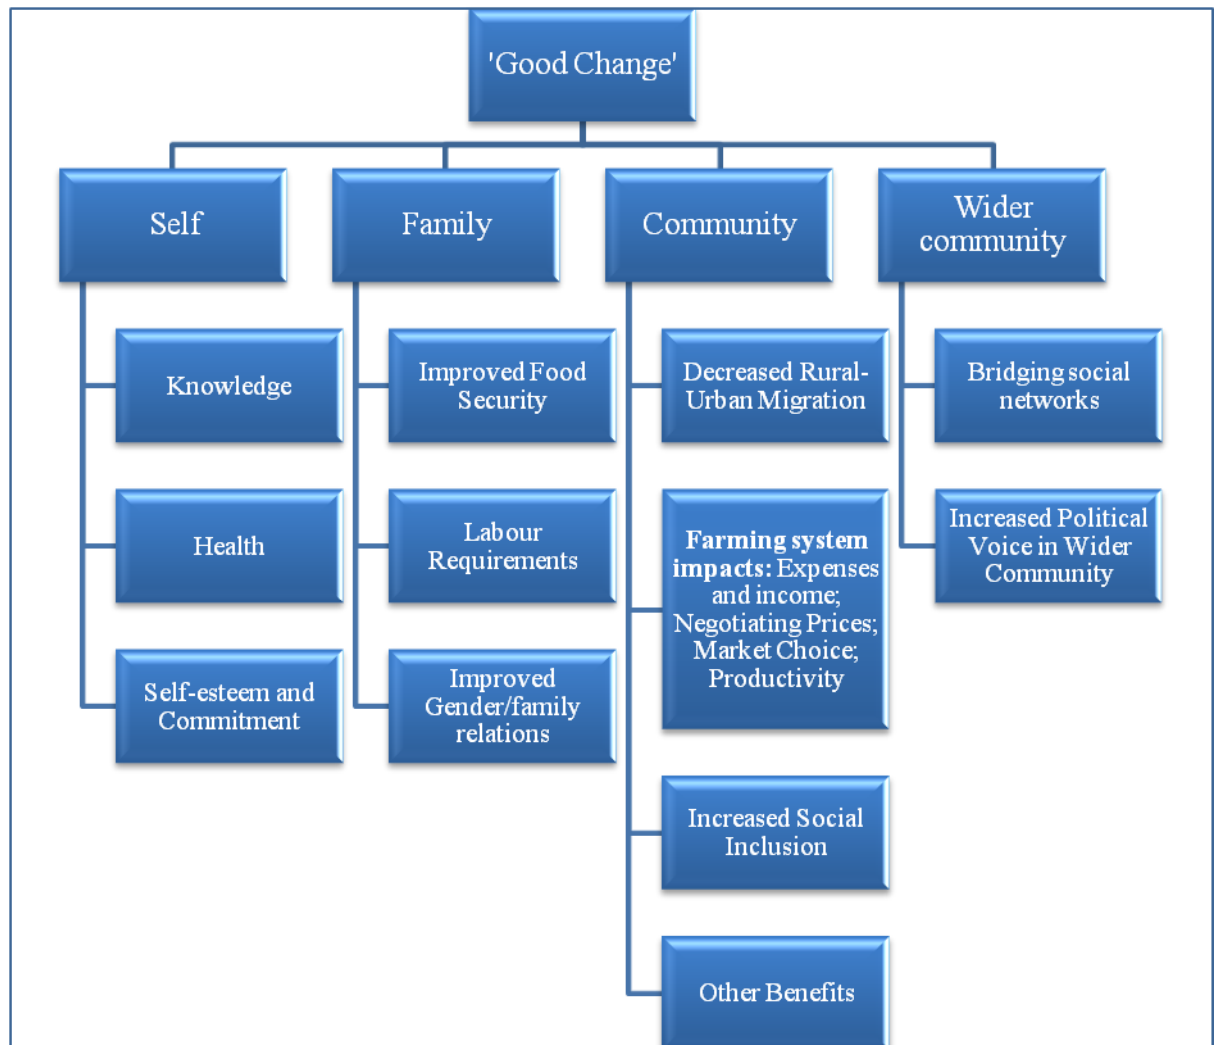 'Good Change'
Self
Family
Community
Wider
community
Knowledge
Health
Self-esteem and
Commitment
Improved Food
Security
Labour
Requirements
Improved
Gender/family
relations
Decreased Rural-
Urban Migration
Farming system
impacts: Expenses
and income;
Negotiating Prices;
Market Choice;
Productivity
Increased Social
Inclusion
Other Benefits
Bridging social
networks
Increased Political
Voice in Wider
Community